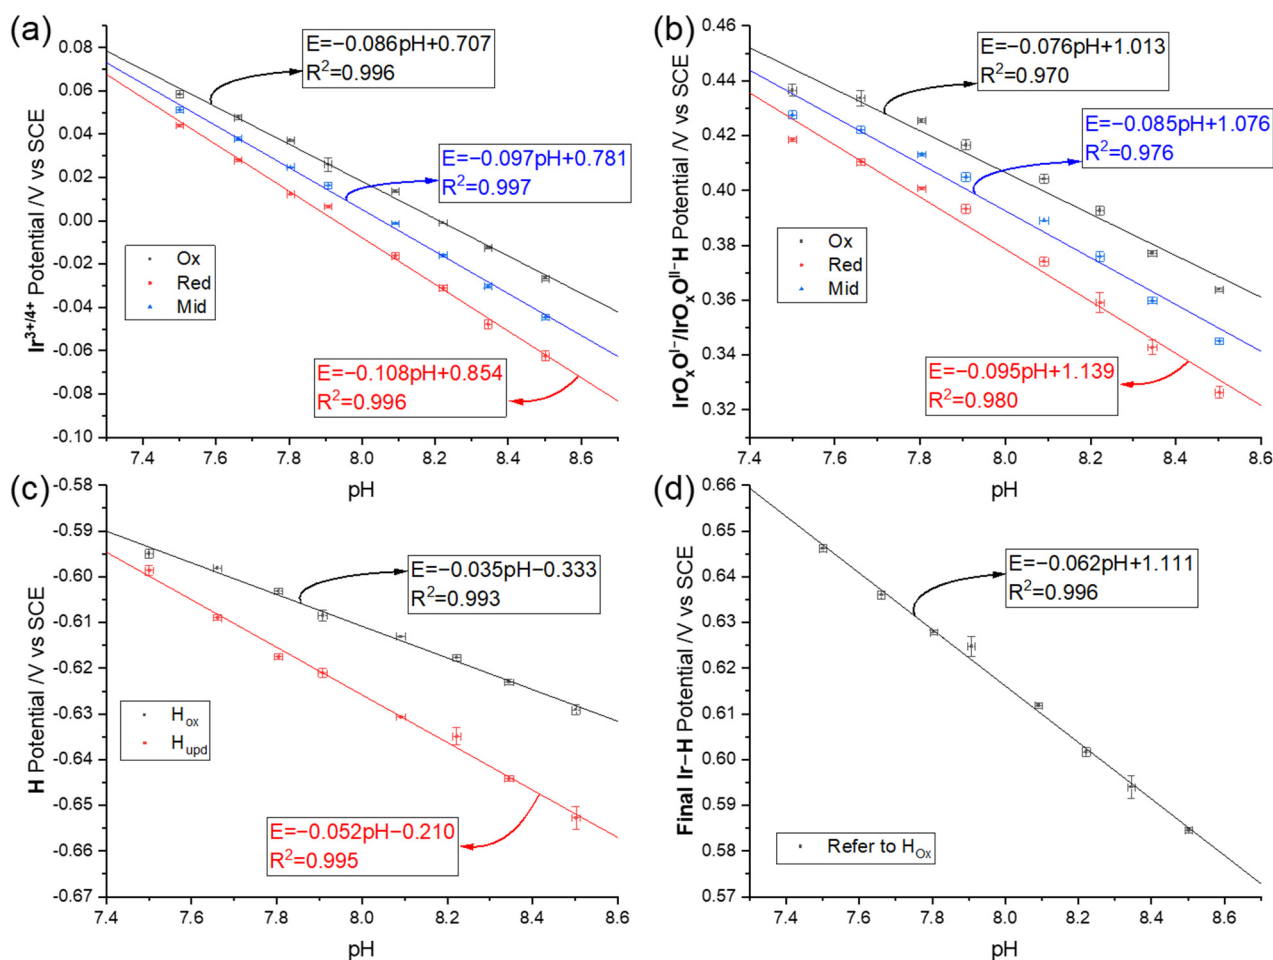 (a)
0.08
0.06
0.04
0.02
0.00
-0.02
-0.04
-0.06
-0.08
-0.10
Ir³⁺/⁴⁺ Potential /V vs SCE
E=−0.086pH+0.707
R²=0.996
E=−0.097pH+0.781
R²=0.997
E=−0.108pH+0.854
R²=0.996
Ox
Red
Mid
7.4 7.6 7.8 8.0 8.2 8.4 8.6
pH
(b)
0.44
0.42
0.40
0.38
0.36
0.34
0.32
IrOₓOᴵ⁻/IrOₓOᴵᴵ⁻H Potential /V vs SCE
E=−0.076pH+1.013
R²=0.970
E=−0.085pH+1.076
R²=0.976
E=−0.095pH+1.139
R²=0.980
Ox
Red
Mid
7.4 7.6 7.8 8.0 8.2 8.4 8.6
pH
(c)
-0.58
-0.59
-0.60
-0.61
-0.62
-0.63
-0.64
-0.65
-0.66
-0.67
H Potential /V vs SCE
E=−0.035pH−0.333
R²=0.993
E=−0.052pH−0.210
R²=0.995
Hox
Hupd
7.4 7.6 7.8 8.0 8.2 8.4 8.6
pH
(d)
0.66
0.65
0.64
0.63
0.62
0.61
0.60
0.59
0.58
0.57
Final Ir−H Potential /V vs SCE
E=−0.062pH+1.111
R²=0.996
Refer to HOx
7.4 7.6 7.8 8.0 8.2 8.4 8.6
pH